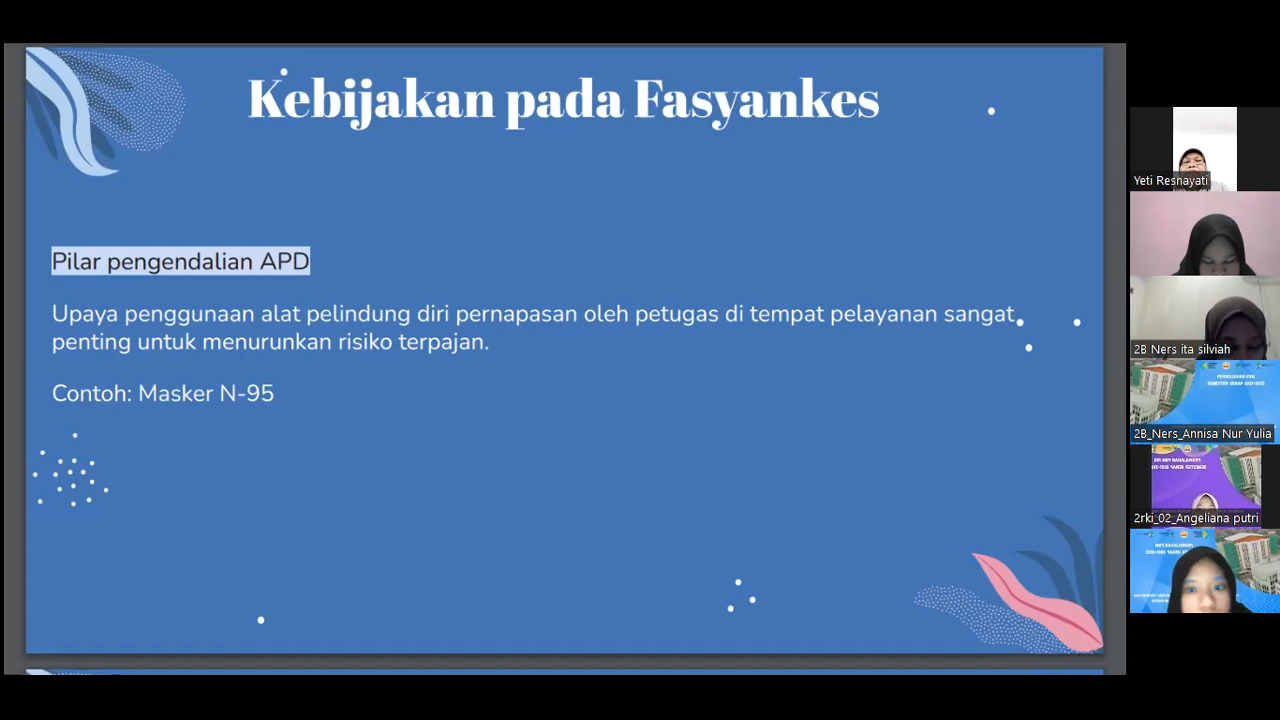 Kebijakan pada Fasyankes
Pilar pengendalian APD
Upaya penggunaan alat pelindung diri pernapasan oleh petugas di tempat pelayanan sangat
penting untuk menurunkan risiko terpajan.
Contoh: Masker N-95
Yeti Resnayati
2B Ners ita silviah
2B_Ners_Annisa Nur Yulia
2rki_02_Angeliana putri